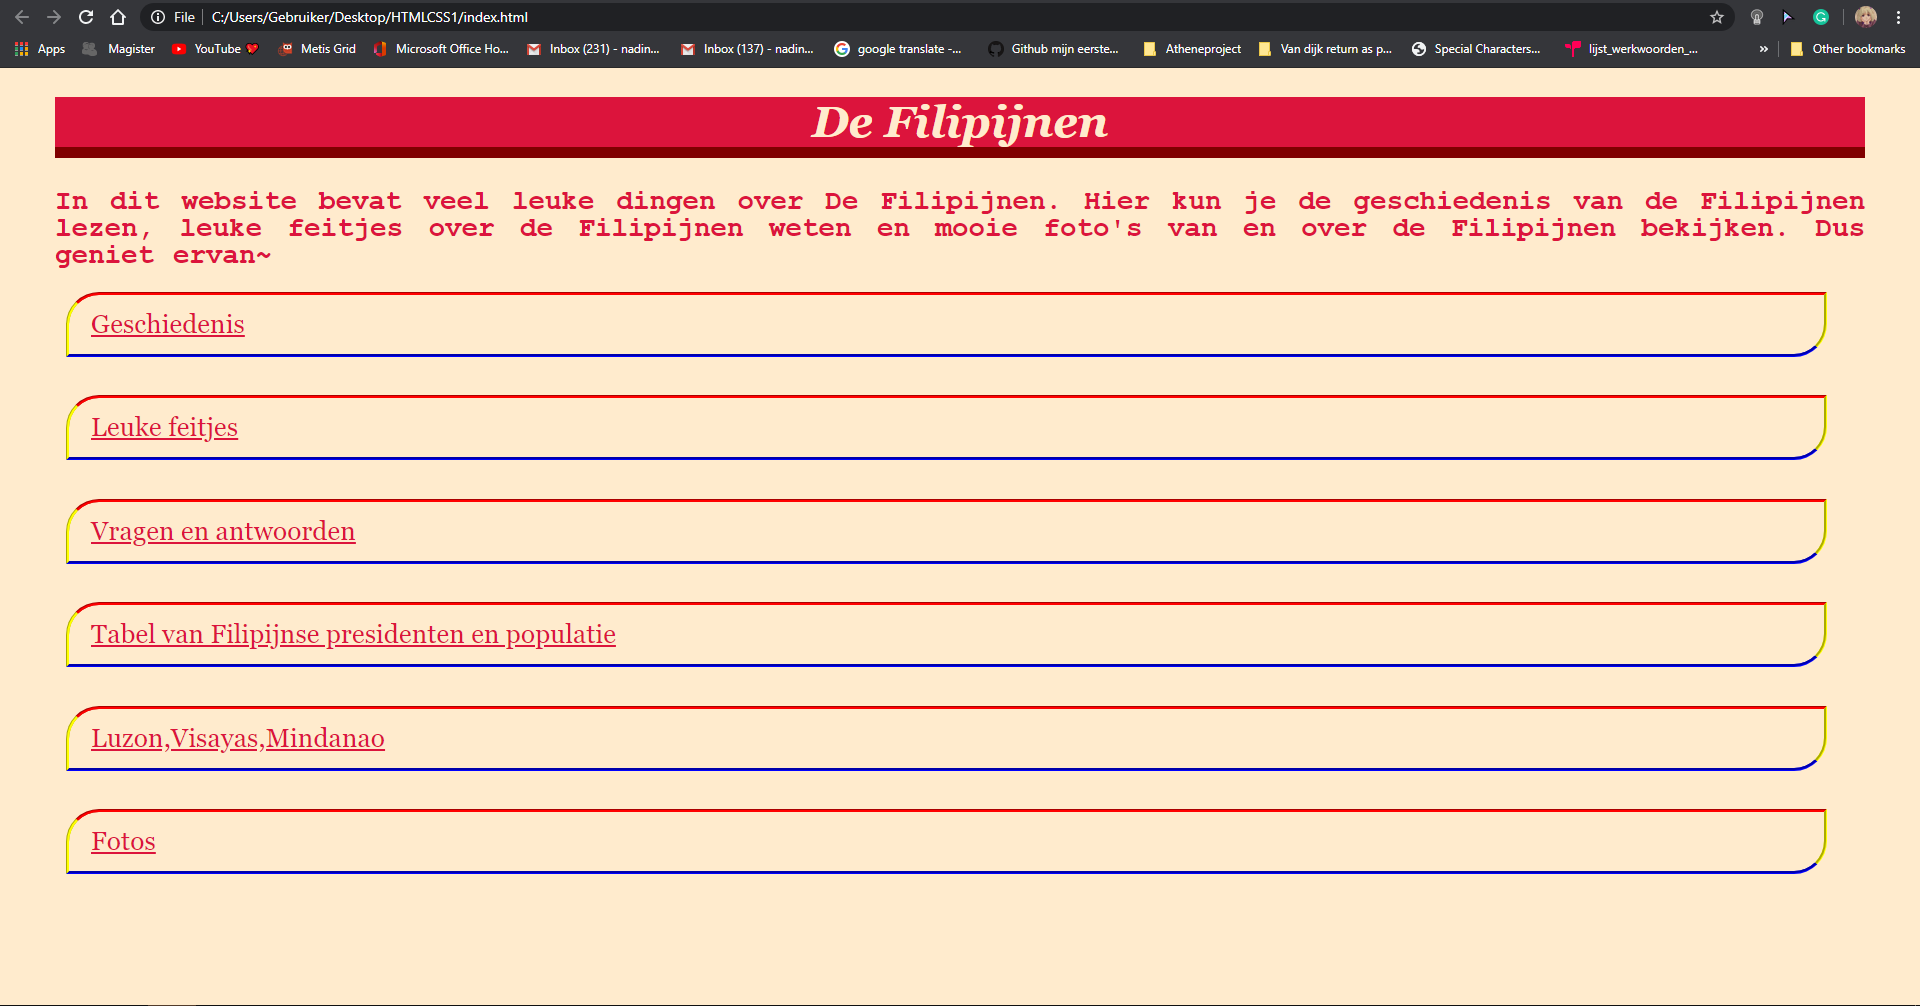 File C:/Users/Gebruiker/Desktop/HTMLCSS1/index.html
Apps Magister YouTube Metis Grid Microsoft Office Ho... Inbox (231) - nadin... Inbox (137) - nadin... google translate -... Github mijn eerste... Atheneproject Van dijk return as p... Special Characters... lijst_werkwoorden_... » Other bookmarks
De Filipijnen
In dit website bevat veel leuke dingen over De Filipijnen. Hier kun je de geschiedenis van de Filipijnen
lezen, leuke feitjes over de Filipijnen weten en mooie foto's van en over de Filipijnen bekijken. Dus
geniet ervan~
Geschiedenis
Leuke feitjes
Vragen en antwoorden
Tabel van Filipijnse presidenten en populatie
Luzon,Visayas,Mindanao
Fotos